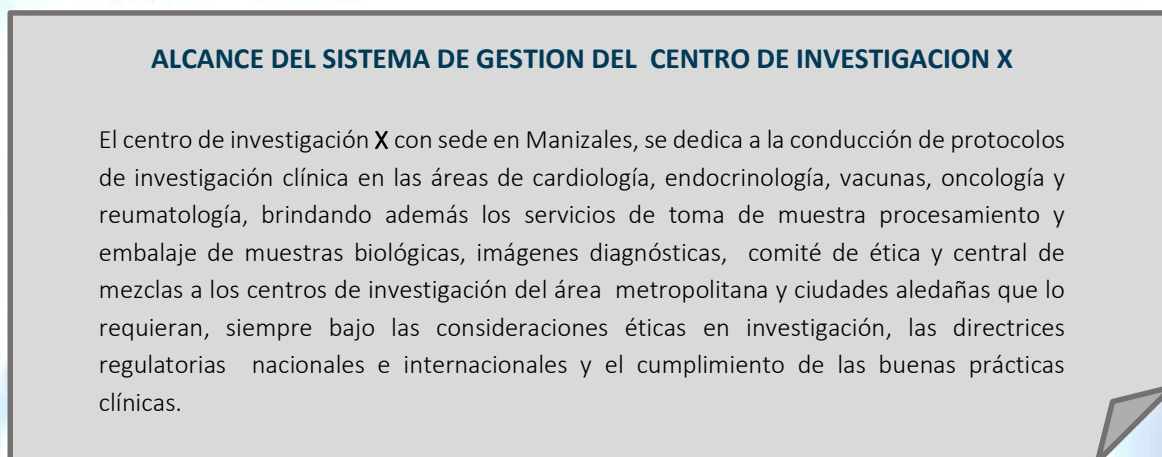 ALCANCE DEL SISTEMA DE GESTION DEL CENTRO DE INVESTIGACION X
El centro de investigación X con sede en Manizales, se dedica a la conducción de protocolos
de investigación clínica en las áreas de cardiología, endocrinología, vacunas, oncología y
reumatología, brindando además los servicios de toma de muestra procesamiento y
embalaje de muestras biológicas, imágenes diagnósticas, comité de ética y central de
mezclas a los centros de investigación del área metropolitana y ciudades aledañas que lo
requieran, siempre bajo las consideraciones éticas en investigación, las directrices
regulatorias nacionales e internacionales y el cumplimiento de las buenas prácticas
clínicas.